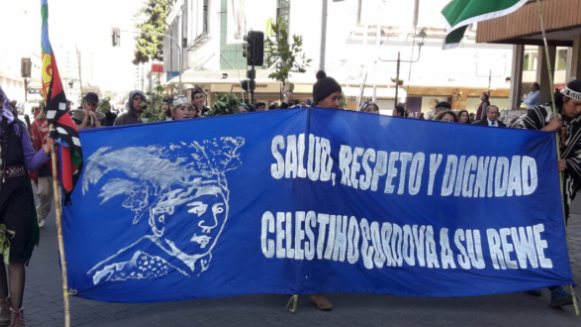 SALUD, RESPETO Y DIGNIDAD
CELESTINO CORDOVA A SU REWE